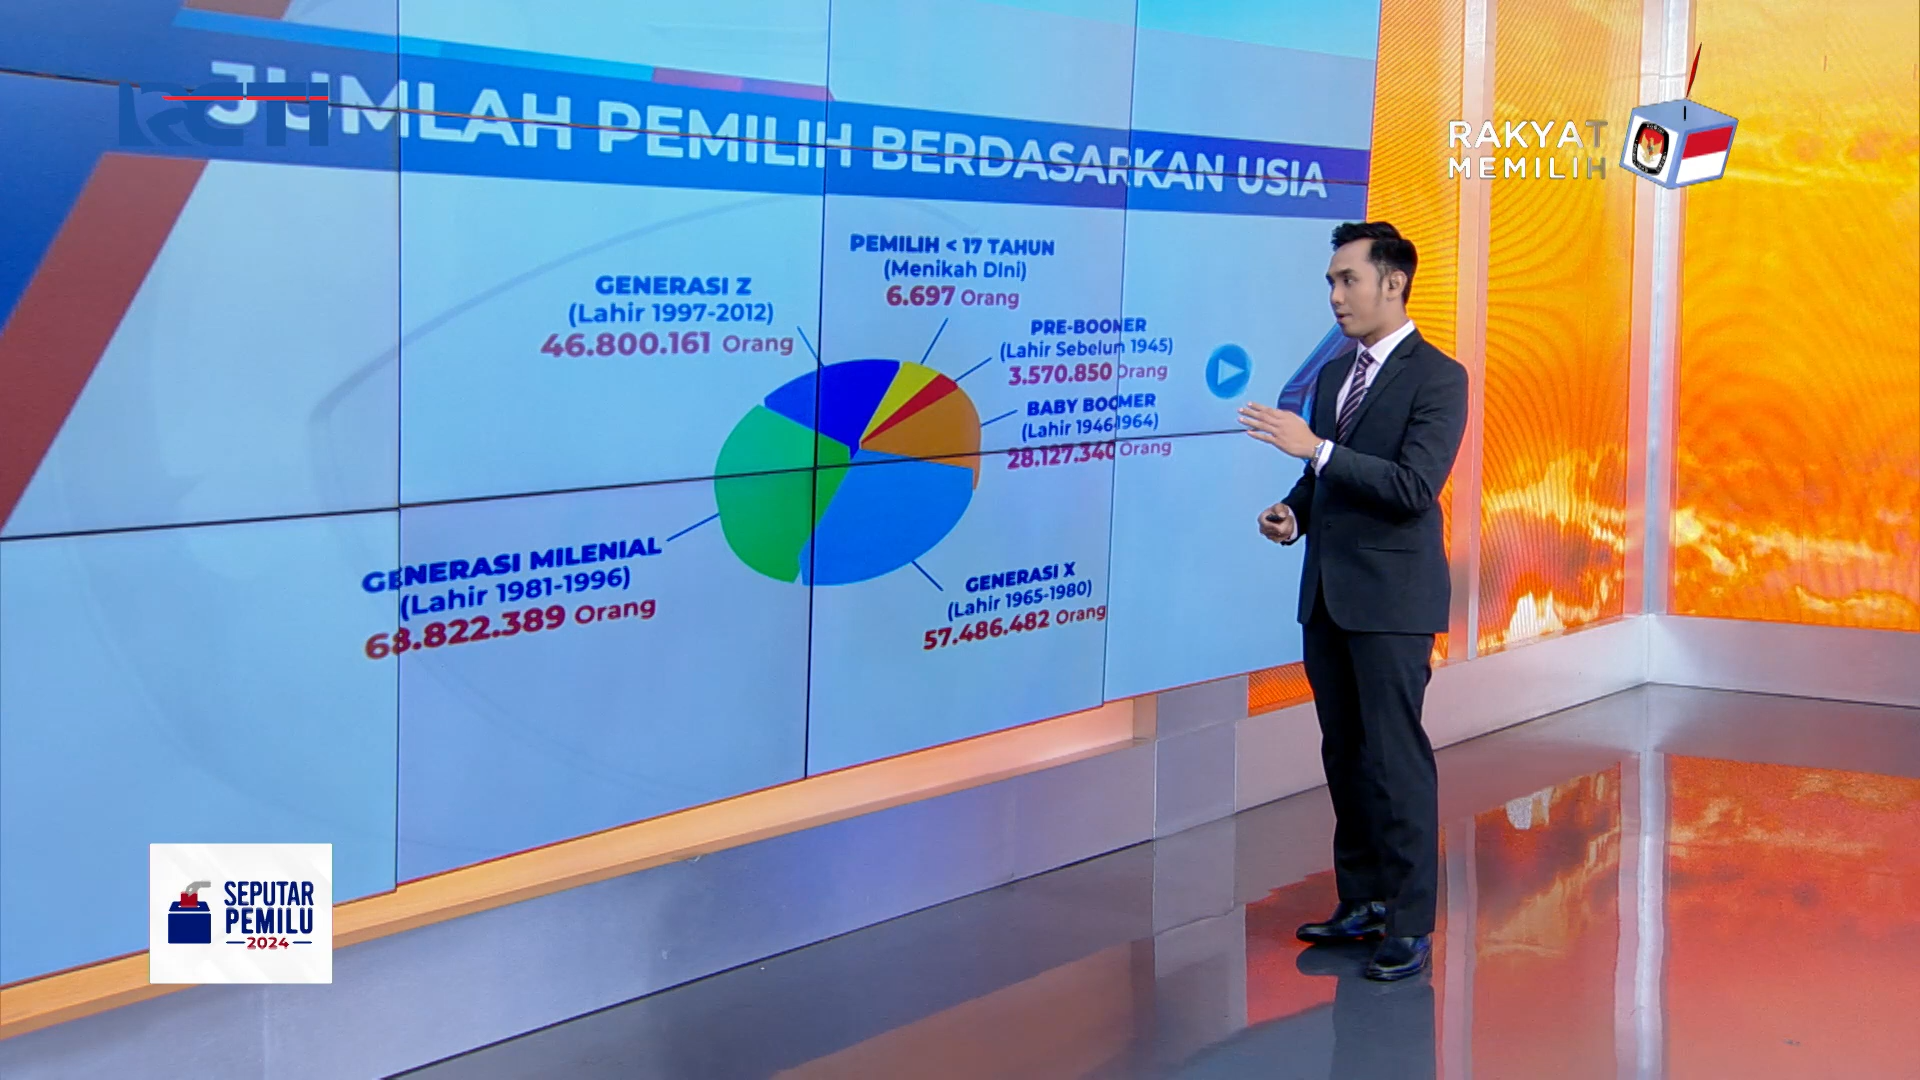 RCTI
JUMLAH PEMILIH BERDASARKAN USIA
RAKYAT
MEMILIH
PEMILIH < 17 TAHUN
(Menikah DIni)
6.697 Orang
GENERASI Z
(Lahir 1997-2012)
46.800.161 Orang
PRE-BOOMER
(Lahir Sebelum 1945)
3.570.850 Orang
BABY BOOMER
(Lahir 1946-1964)
28.127.340 Orang
GENERASI MILENIAL
(Lahir 1981-1996)
68.822.389 Orang
GENERASI X
(Lahir 1965-1980)
57.486.482 Orang
SEPUTAR
PEMILU
2024